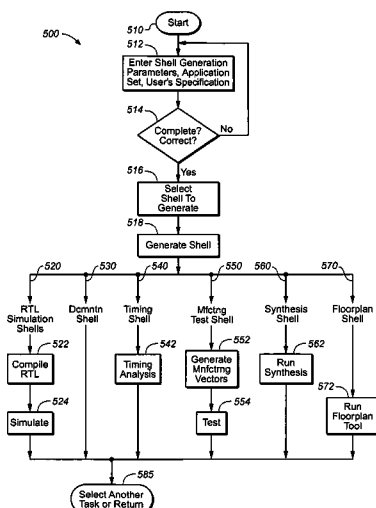 500
510
Start
512
Enter Shell Generation
Parameters, Application
Set, User's Specification
514
Complete?
Correct?
No
Yes
516
Select
Shell To
Generate
518
Generate Shell
520
530
540
550
560
570
RTL
Simulation
Shells
Dcmntn
Shell
Timing
Shell
Mfctng
Test Shell
Synthesis
Shell
Floorplan
Shell
522
Compile
RTL
542
Timing
Analysis
552
Generate
Mnfctrng
Vectors
562
Run
Synthesis
524
Simulate
554
Test
572
Run
Floorplan
Tool
585
Select Another
Task or Return